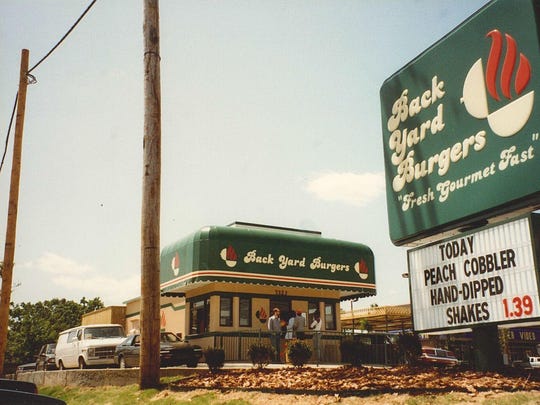 Back
Yard
Burgers
"Fresh Gourmet Fast"
TODAY
PEACH COBBLER
HAND-DIPPED
SHAKES 1.39
Back Yard Burgers